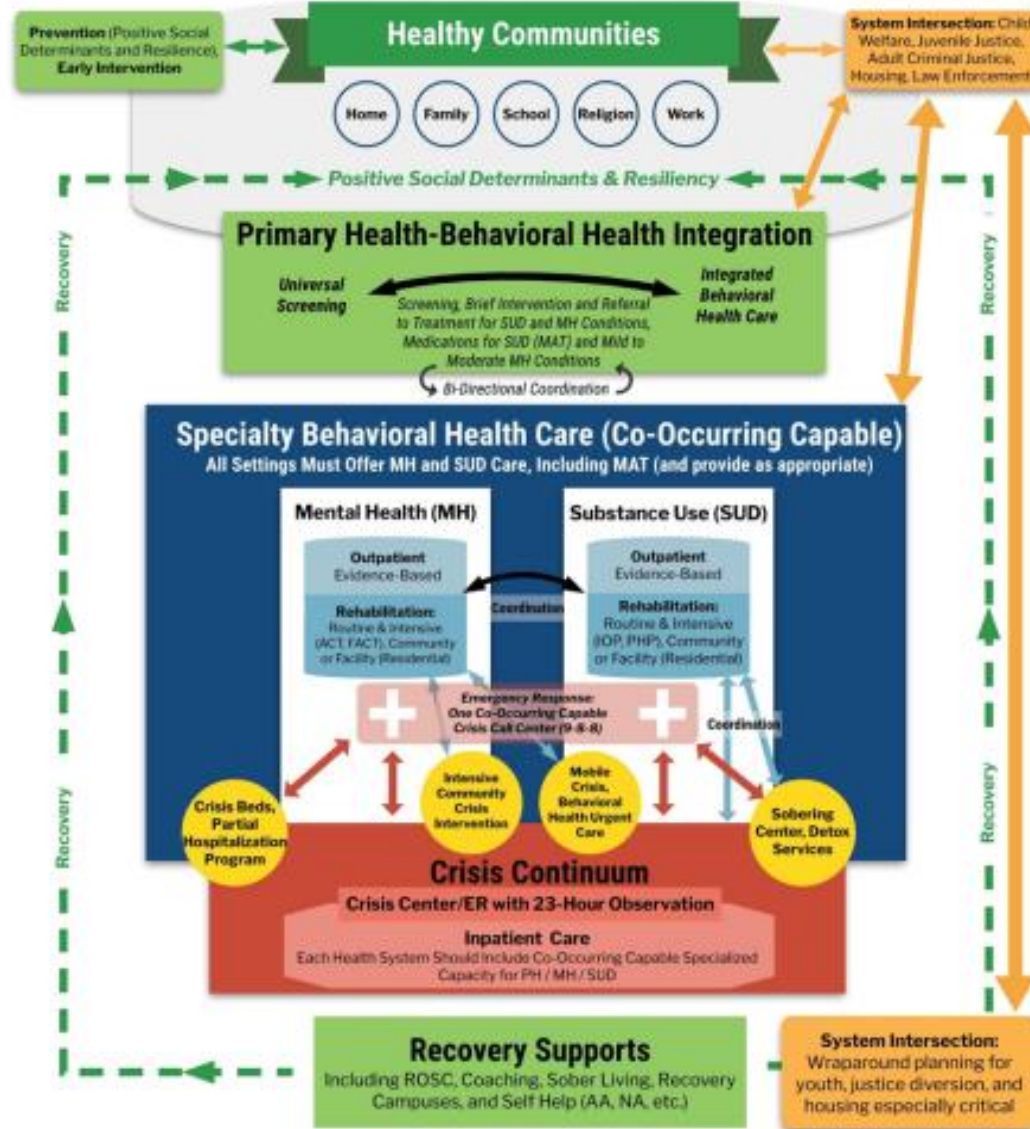 Prevention (Positive Social
Determinants and Resilience),
Early Intervention
Healthy Communities
System Intersection: Child
Welfare, Juvenile Justice,
Adult Criminal Justice,
Housing, Law Enforcement
Home
Family
School
Religion
Work
Positive Social Determinants & Resiliency
Recovery
Recovery
Primary Health-Behavioral Health Integration
Universal
Screening
Integrated
Behavioral
Health Care
Screening, Brief Intervention and Referral
to Treatment for SUD and MH Conditions,
Medications for SUD (MAT) and Mild to
Moderate MH Conditions
Bi-Directional Coordination
Specialty Behavioral Health Care (Co-Occurring Capable)
All Settings Must Offer MH and SUD Care, Including MAT (and provide as appropriate)
Mental Health (MH)
Outpatient
Evidence-Based
Rehabilitation:
Routine & Intensive
(ACT, FACT), Community
or Facility (Residential)
Coordination
Substance Use (SUD)
Outpatient
Evidence-Based
Rehabilitation:
Routine & Intensive
(IOP, PHP), Community
or Facility (Residential)
Emergency Response:
One Co-Occurring Capable
Crisis Call Center (9-8-8)
Coordination
Crisis Beds,
Partial
Hospitalization
Program
Intensive
Community
Crisis
Intervention
Mobile
Crisis,
Behavioral
Health Urgent
Care
Sobering
Center, Detox
Services
Recovery
Recovery
Crisis Continuum
Crisis Center/ER with 23-Hour Observation
Inpatient Care
Each Health System Should Include Co-Occurring Capable Specialized
Capacity for PH / MH / SUD
Recovery Supports
Including ROSC, Coaching, Sober Living, Recovery
Campuses, and Self Help (AA, NA, etc.)
System Intersection:
Wraparound planning for
youth, justice diversion, and
housing especially critical